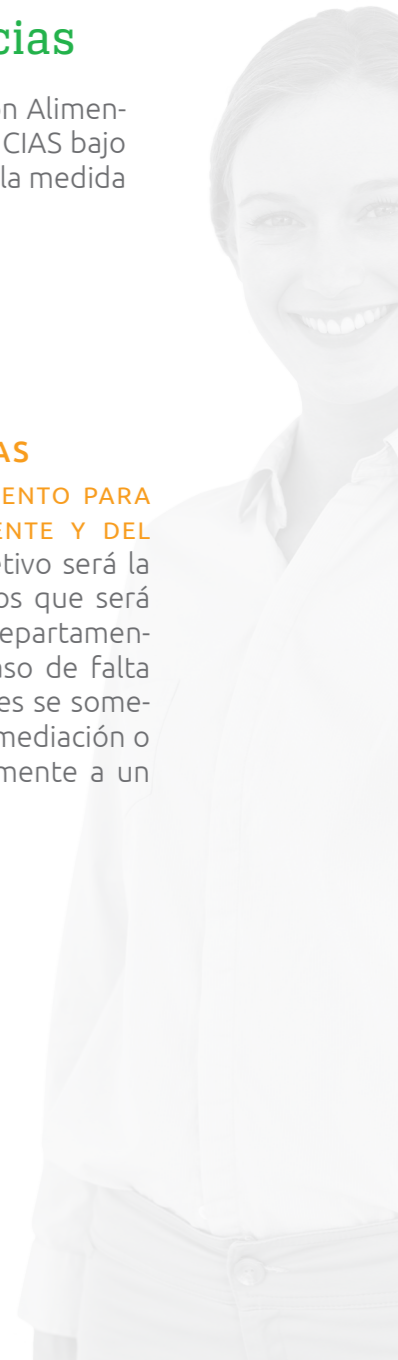 cias
n Alimen-
CIAS bajo
la medida
AS
ENTO PARA
ENTE Y DEL
etivo será la
os que será
epartamen-
aso de falta
es se some-
mediación o
mente a un